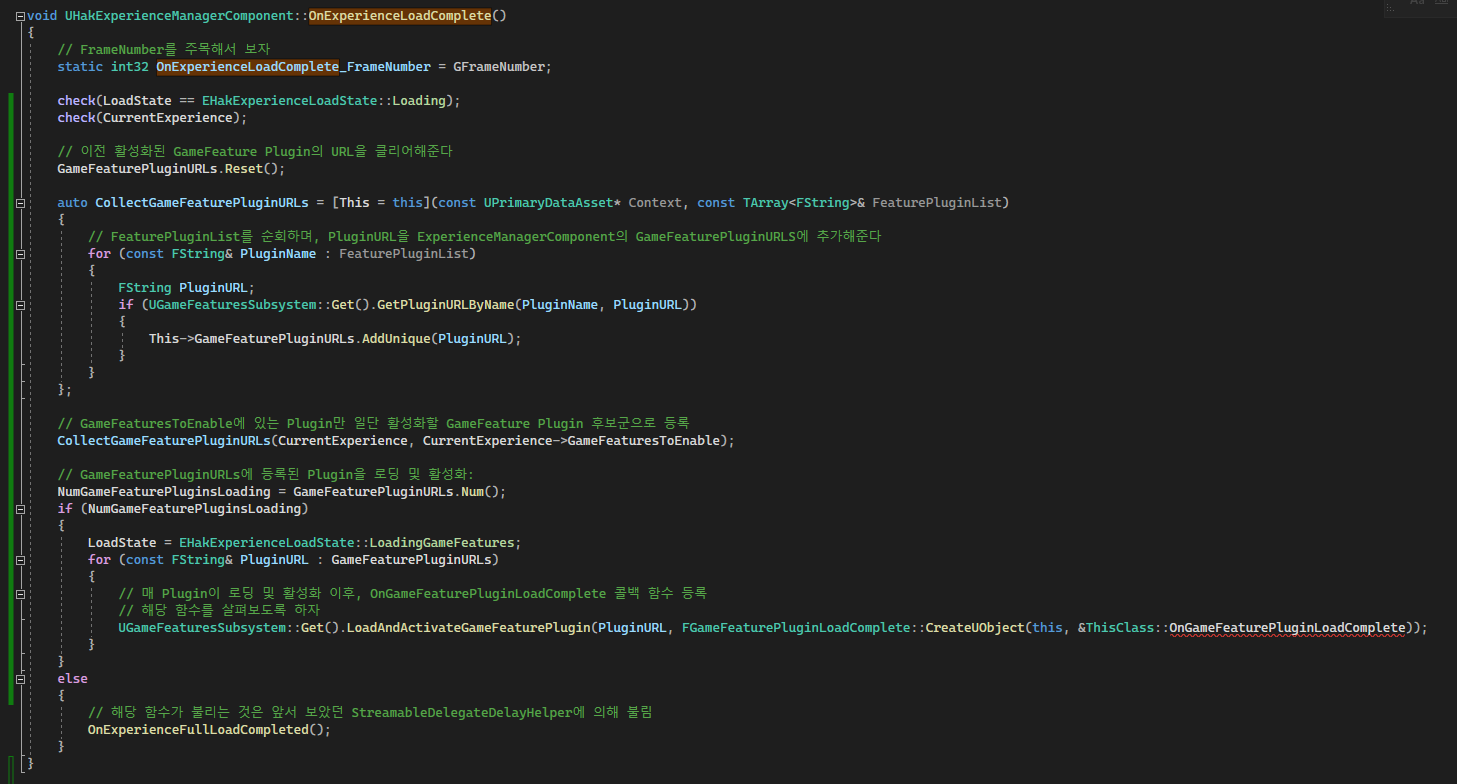 void UHakExperienceManagerComponent::OnExperienceLoadComplete()
{
// FrameNumber를 주목해서 보자
static int32 OnExperienceLoadComplete_FrameNumber = GFrameNumber;
check(LoadState == EHakExperienceLoadState::Loading);
check(CurrentExperience);
// 이전 활성화된 GameFeature Plugin의 URL을 클리어해준다
GameFeaturePluginURLs.Reset();
auto CollectGameFeaturePluginURLs = [This = this](const UPrimaryDataAsset* Context, const TArray<FString>& FeaturePluginList)
{
// FeaturePluginList를 순회하며, PluginURL을 ExperienceManagerComponent의 GameFeaturePluginURLS에 추가해준다
for (const FString& PluginName : FeaturePluginList)
{
FString PluginURL;
if (UGameFeaturesSubsystem::Get().GetPluginURLByName(PluginName, PluginURL))
{
This->GameFeaturePluginURLs.AddUnique(PluginURL);
}
}
};
// GameFeaturesToEnable에 있는 Plugin만 일단 활성화할 GameFeature Plugin 후보군으로 등록
CollectGameFeaturePluginURLs(CurrentExperience, CurrentExperience->GameFeaturesToEnable);
// GameFeaturePluginURLs에 등록된 Plugin을 로딩 및 활성화:
NumGameFeaturePluginsLoading = GameFeaturePluginURLs.Num();
if (NumGameFeaturePluginsLoading)
{
LoadState = EHakExperienceLoadState::LoadingGameFeatures;
for (const FString& PluginURL : GameFeaturePluginURLs)
{
// 매 Plugin이 로딩 및 활성화 이후, OnGameFeaturePluginLoadComplete 콜백 함수 등록
// 해당 함수를 살펴보도록 하자
UGameFeaturesSubsystem::Get().LoadAndActivateGameFeaturePlugin(PluginURL, FGameFeaturePluginLoadComplete::CreateUObject(this, &ThisClass::OnGameFeaturePluginLoadComplete));
}
}
else
{
// 해당 함수가 불리는 것은 앞서 보았던 StreamableDelegateDelayHelper에 의해 불림
OnExperienceFullLoadCompleted();
}
}